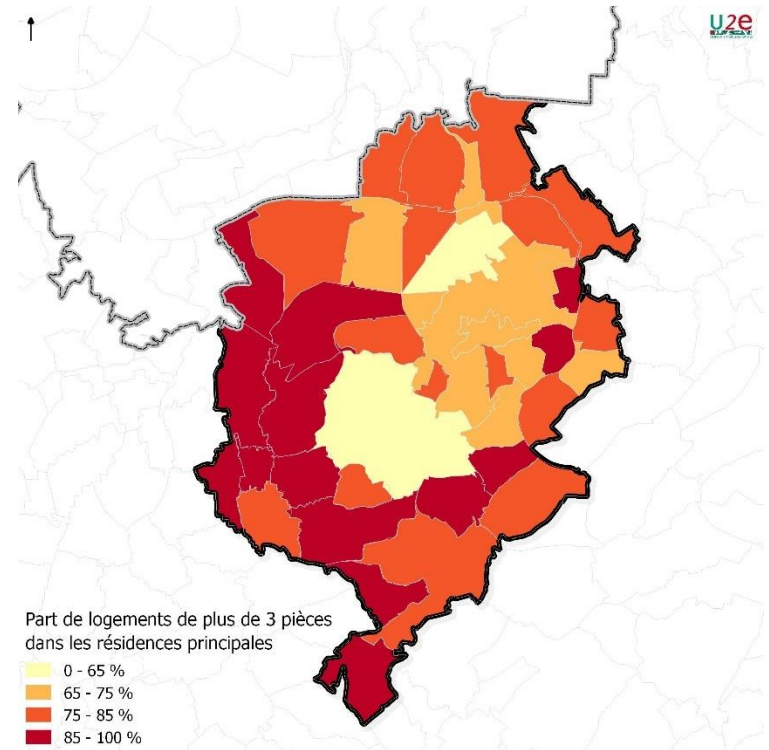 u2e
Part de logements de plus de 3 pièces
dans les résidences principales
0 - 65 %
65 - 75 %
75 - 85 %
85 - 100 %